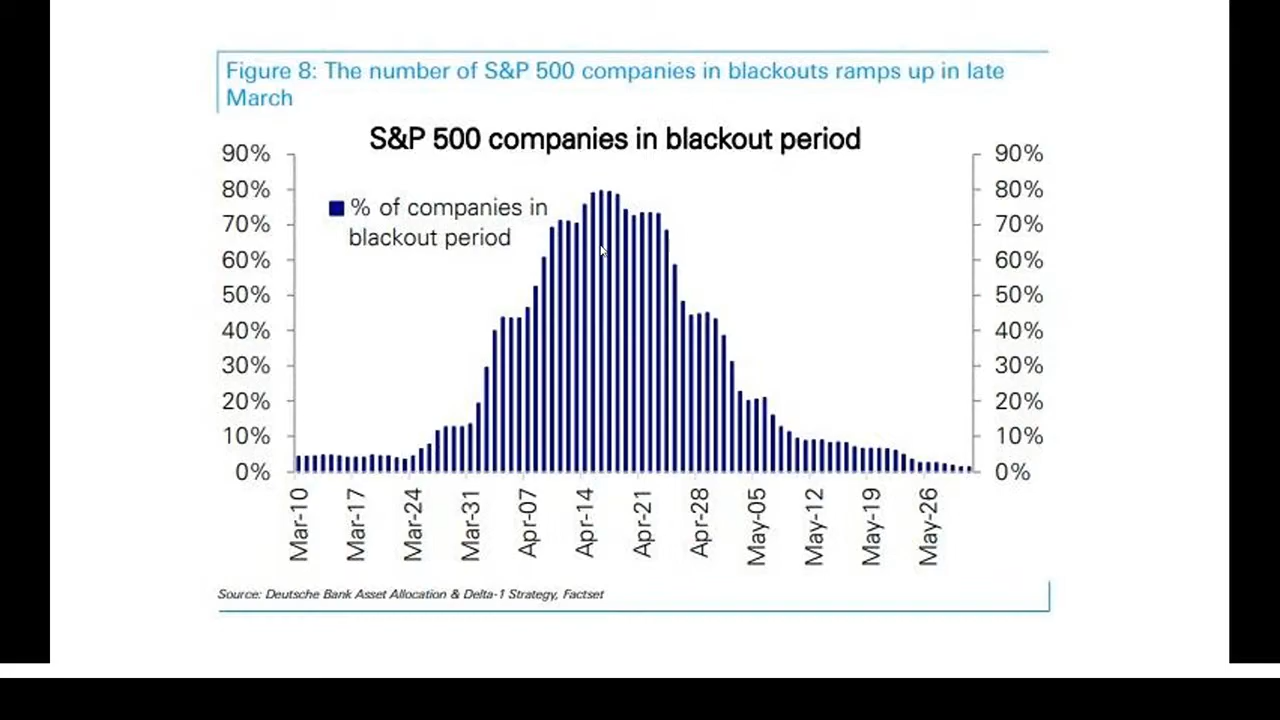 Figure 8: The number of S&P 500 companies in blackouts ramps up in late
March
S&P 500 companies in blackout period
90%
80%
70%
60%
50%
40%
30%
20%
10%
0%
% of companies in
blackout period
90%
80%
70%
60%
50%
40%
30%
20%
10%
0%
Mar-10
Mar-17
Mar-24
Mar-31
Apr-07
Apr-14
Apr-21
Apr-28
May-05
May-12
May-19
May-26
Source: Deutsche Bank Asset Allocation & Delta-1 Strategy, Factset